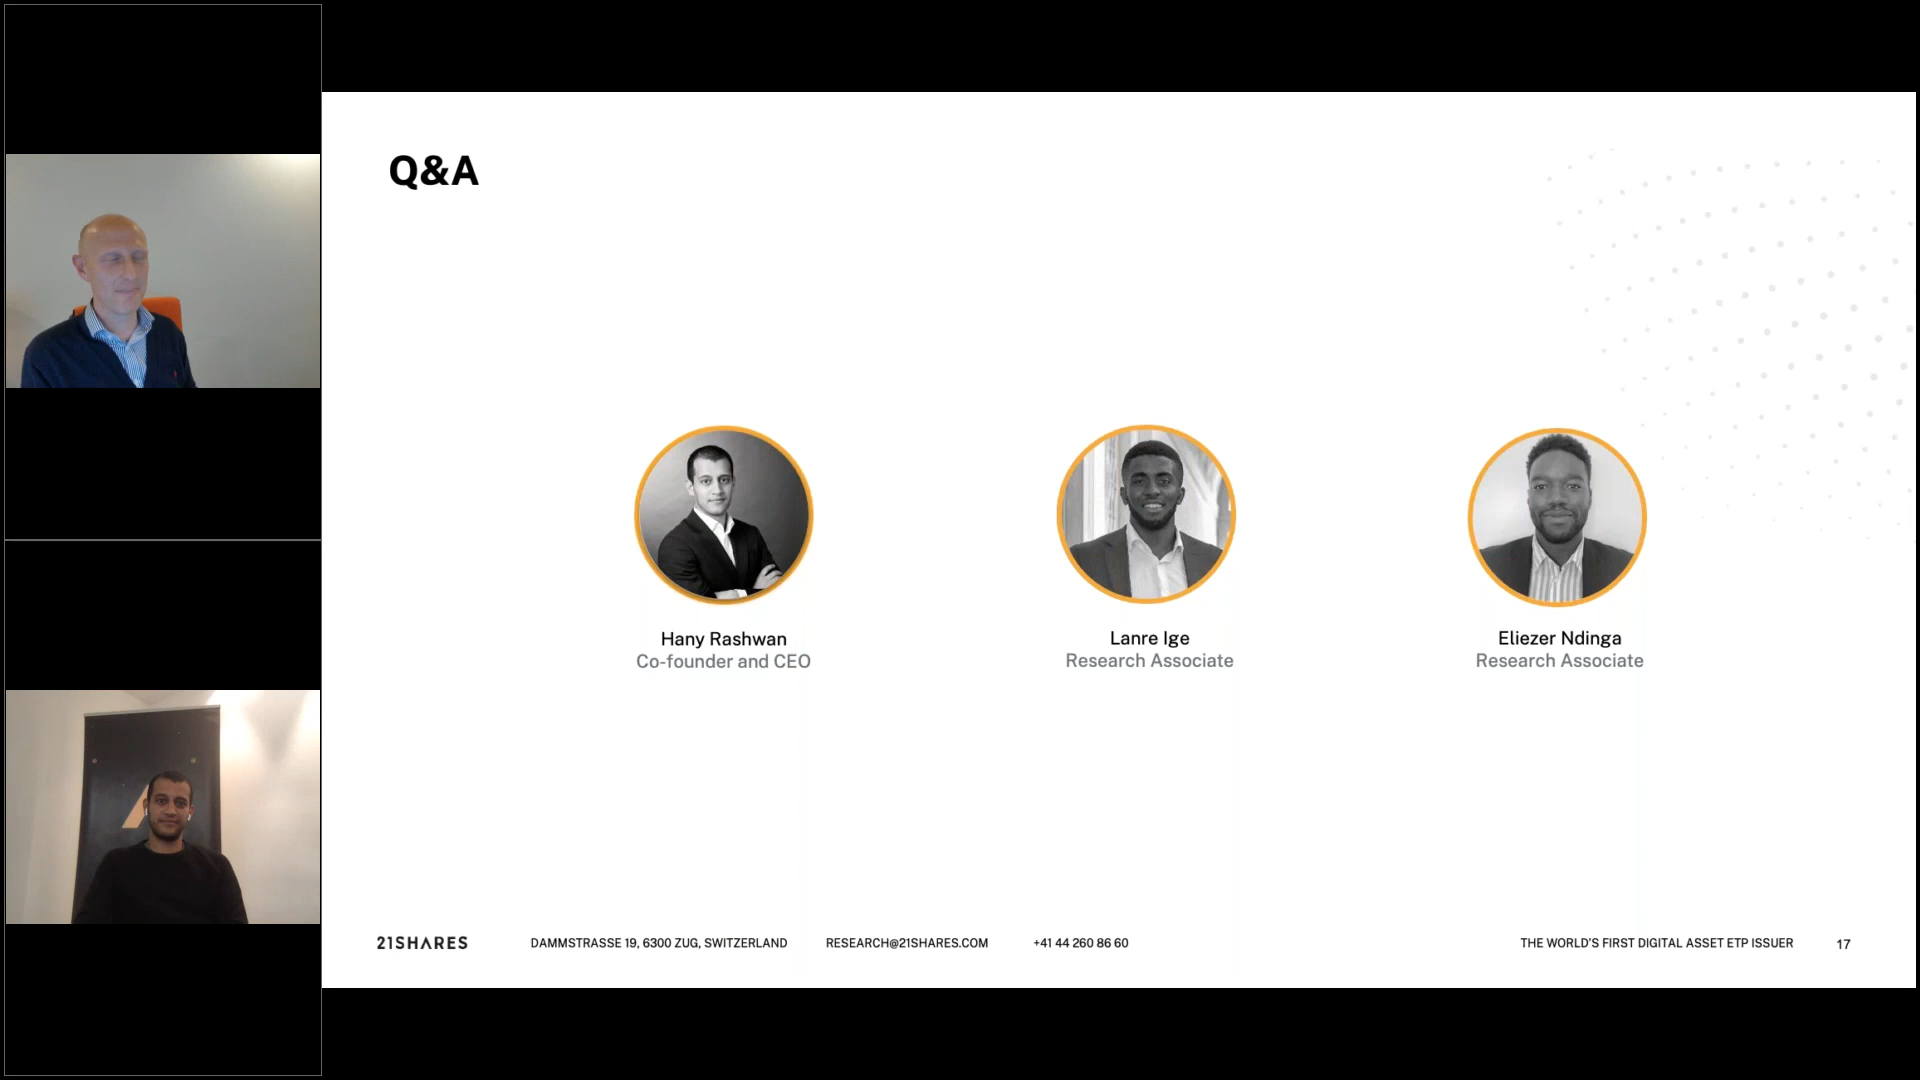 Q&A
Hany Rashwan
Co-founder and CEO
Lanre Ige
Research Associate
Eliezer Ndinga
Research Associate
21SHARES
DAMMSTRASSE 19, 6300 ZUG, SWITZERLAND
RESEARCH@21SHARES.COM
+41 44 260 86 60
THE WORLD'S FIRST DIGITAL ASSET ETP ISSUER
17